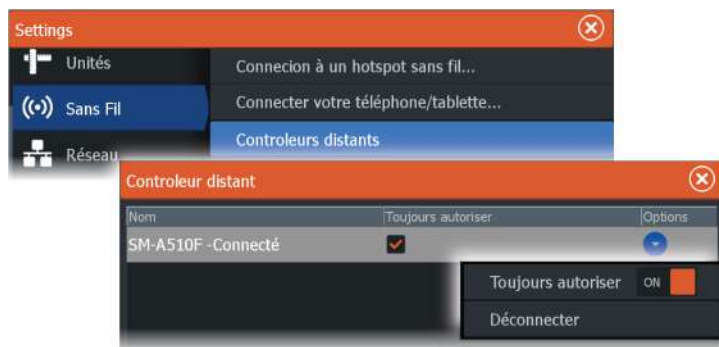 Settings
Unités
Connecion à un hotspot sans fil...
Sans Fil
Connecter votre téléphone/tablette...
Réseau
Controleurs distants
Controleur distant
Nom
Toujours autoriser
Options
SM-A510F -Connecté
Toujours autoriser
ON
Déconnecter